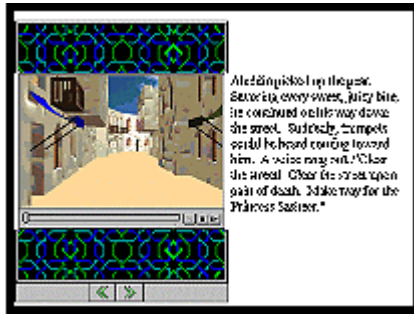 Aladdin picked up the pear.
Savoring every sweet, juicy bite,
he continued on his way down
the street. Suddenly, trumpets
could be heard coming toward
him. A voice rang out. "Clear
the street! Clear the street upon
pain of death. Make way for the
Princess